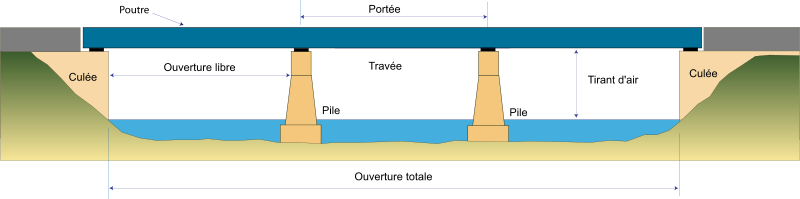 Poutre
Portée
Ouverture libre
Travée
Culée
Tirant d'air
Culée
Pile
Pile
Ouverture totale